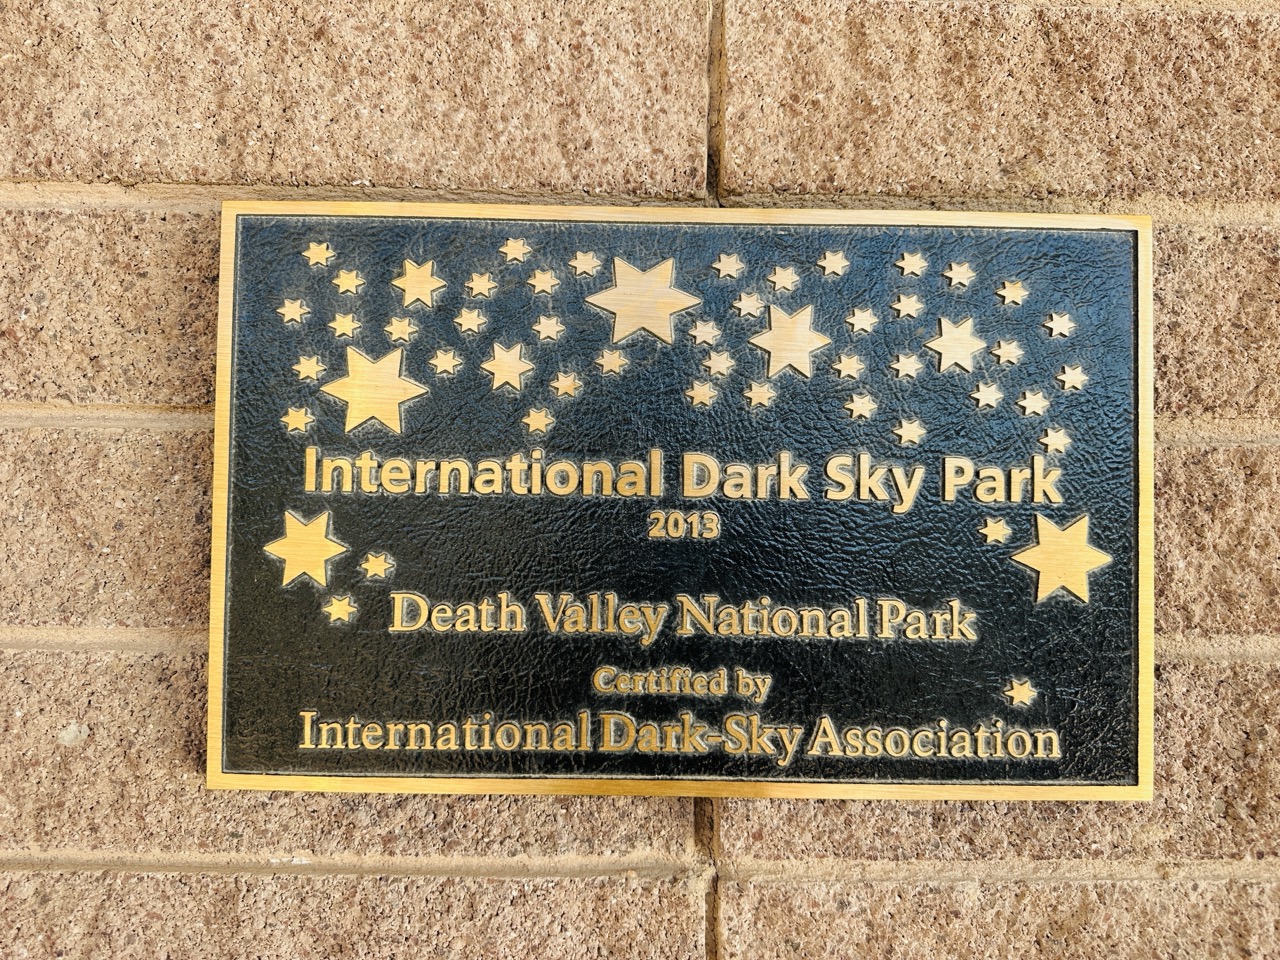 International Dark Sky Park
2013
Death Valley National Park
Certified by
International Dark-Sky Association